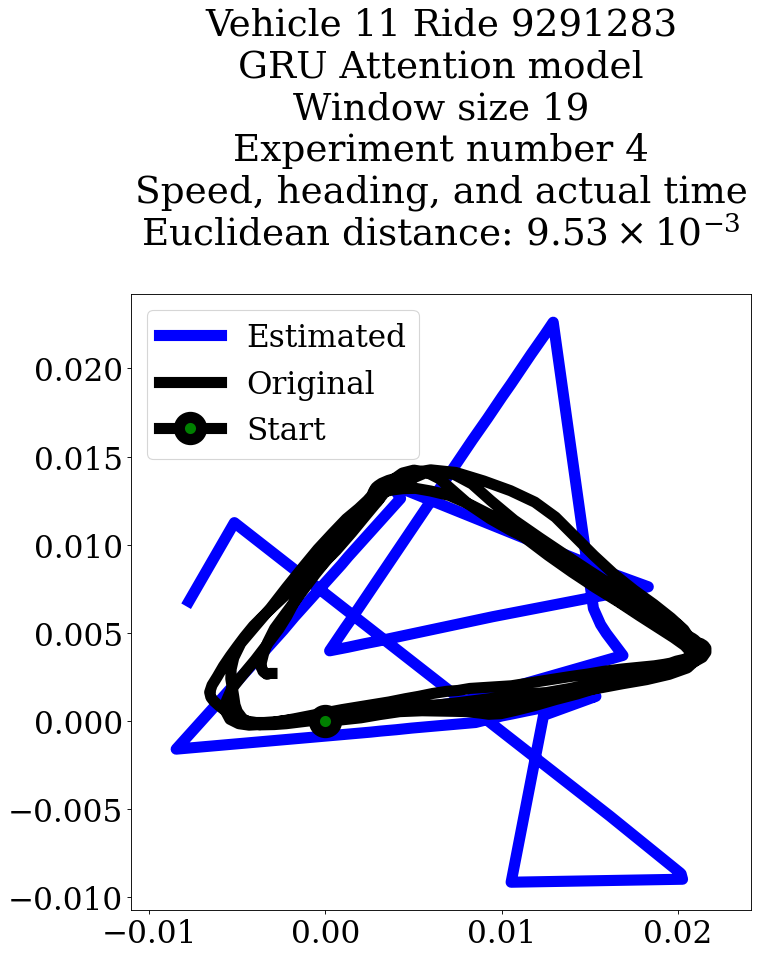 Vehicle 11 Ride 9291283
GRU Attention model
Window size 19
Experiment number 4
Speed, heading, and actual time
Euclidean distance: 9.53 × 10⁻³
Estimated
Original
Start
0.020
0.015
0.010
0.005
0.000
−0.005
−0.010
−0.01 0.00 0.01 0.02